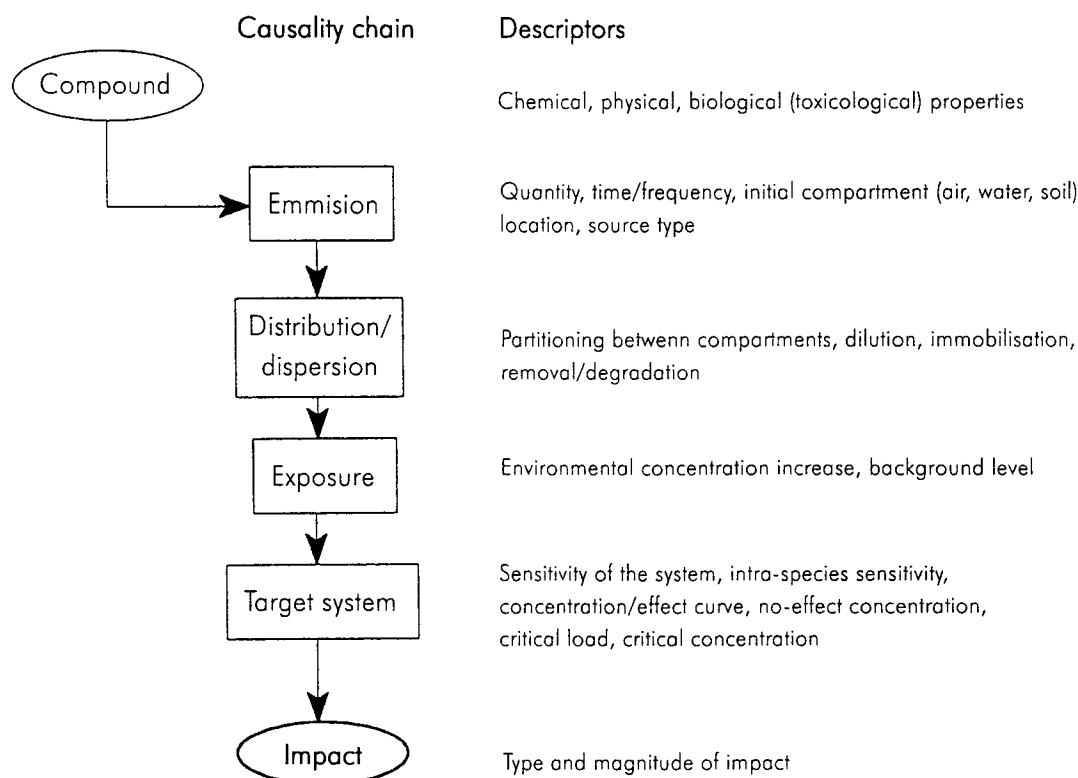 Causality chain
Descriptors
Compound
Chemical, physical, biological (toxicological) properties
Emmision
Quantity, time/frequency, initial compartment (air, water, soil)
location, source type
Distribution/
dispersion
Partitioning betwenn compartments, dilution, immobilisation,
removal/degradation
Exposure
Environmental concentration increase, background level
Target system
Sensitivity of the system, intra-species sensitivity,
concentration/effect curve, no-effect concentration,
critical load, critical concentration
Impact
Type and magnitude of impact